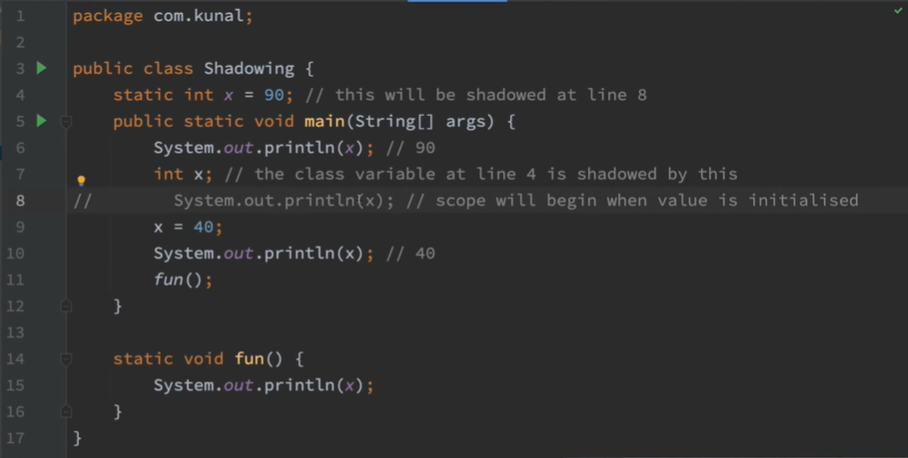 1 package com.kunal;
2
3 public class Shadowing {
4     static int x = 90; // this will be shadowed at line 8
5     public static void main(String[] args) {
6         System.out.println(x); // 90
7         int x; // the class variable at line 4 is shadowed by this
8 //        System.out.println(x); // scope will begin when value is initialised
9         x = 40;
10         System.out.println(x); // 40
11         fun();
12     }
13
14     static void fun() {
15         System.out.println(x);
16     }
17 }